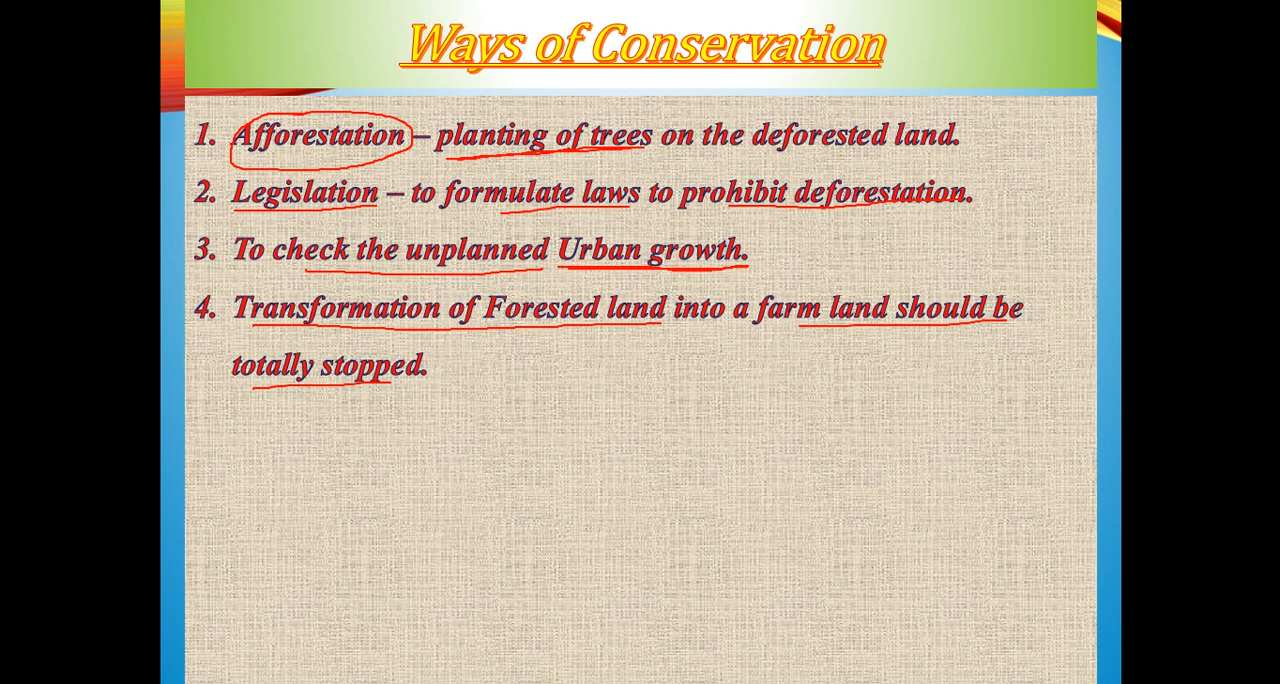 Ways of Conservation
1. Afforestation – planting of trees on the deforested land.
2. Legislation – to formulate laws to prohibit deforestation.
3. To check the unplanned Urban growth.
4. Transformation of Forested land into a farm land should be
totally stopped.